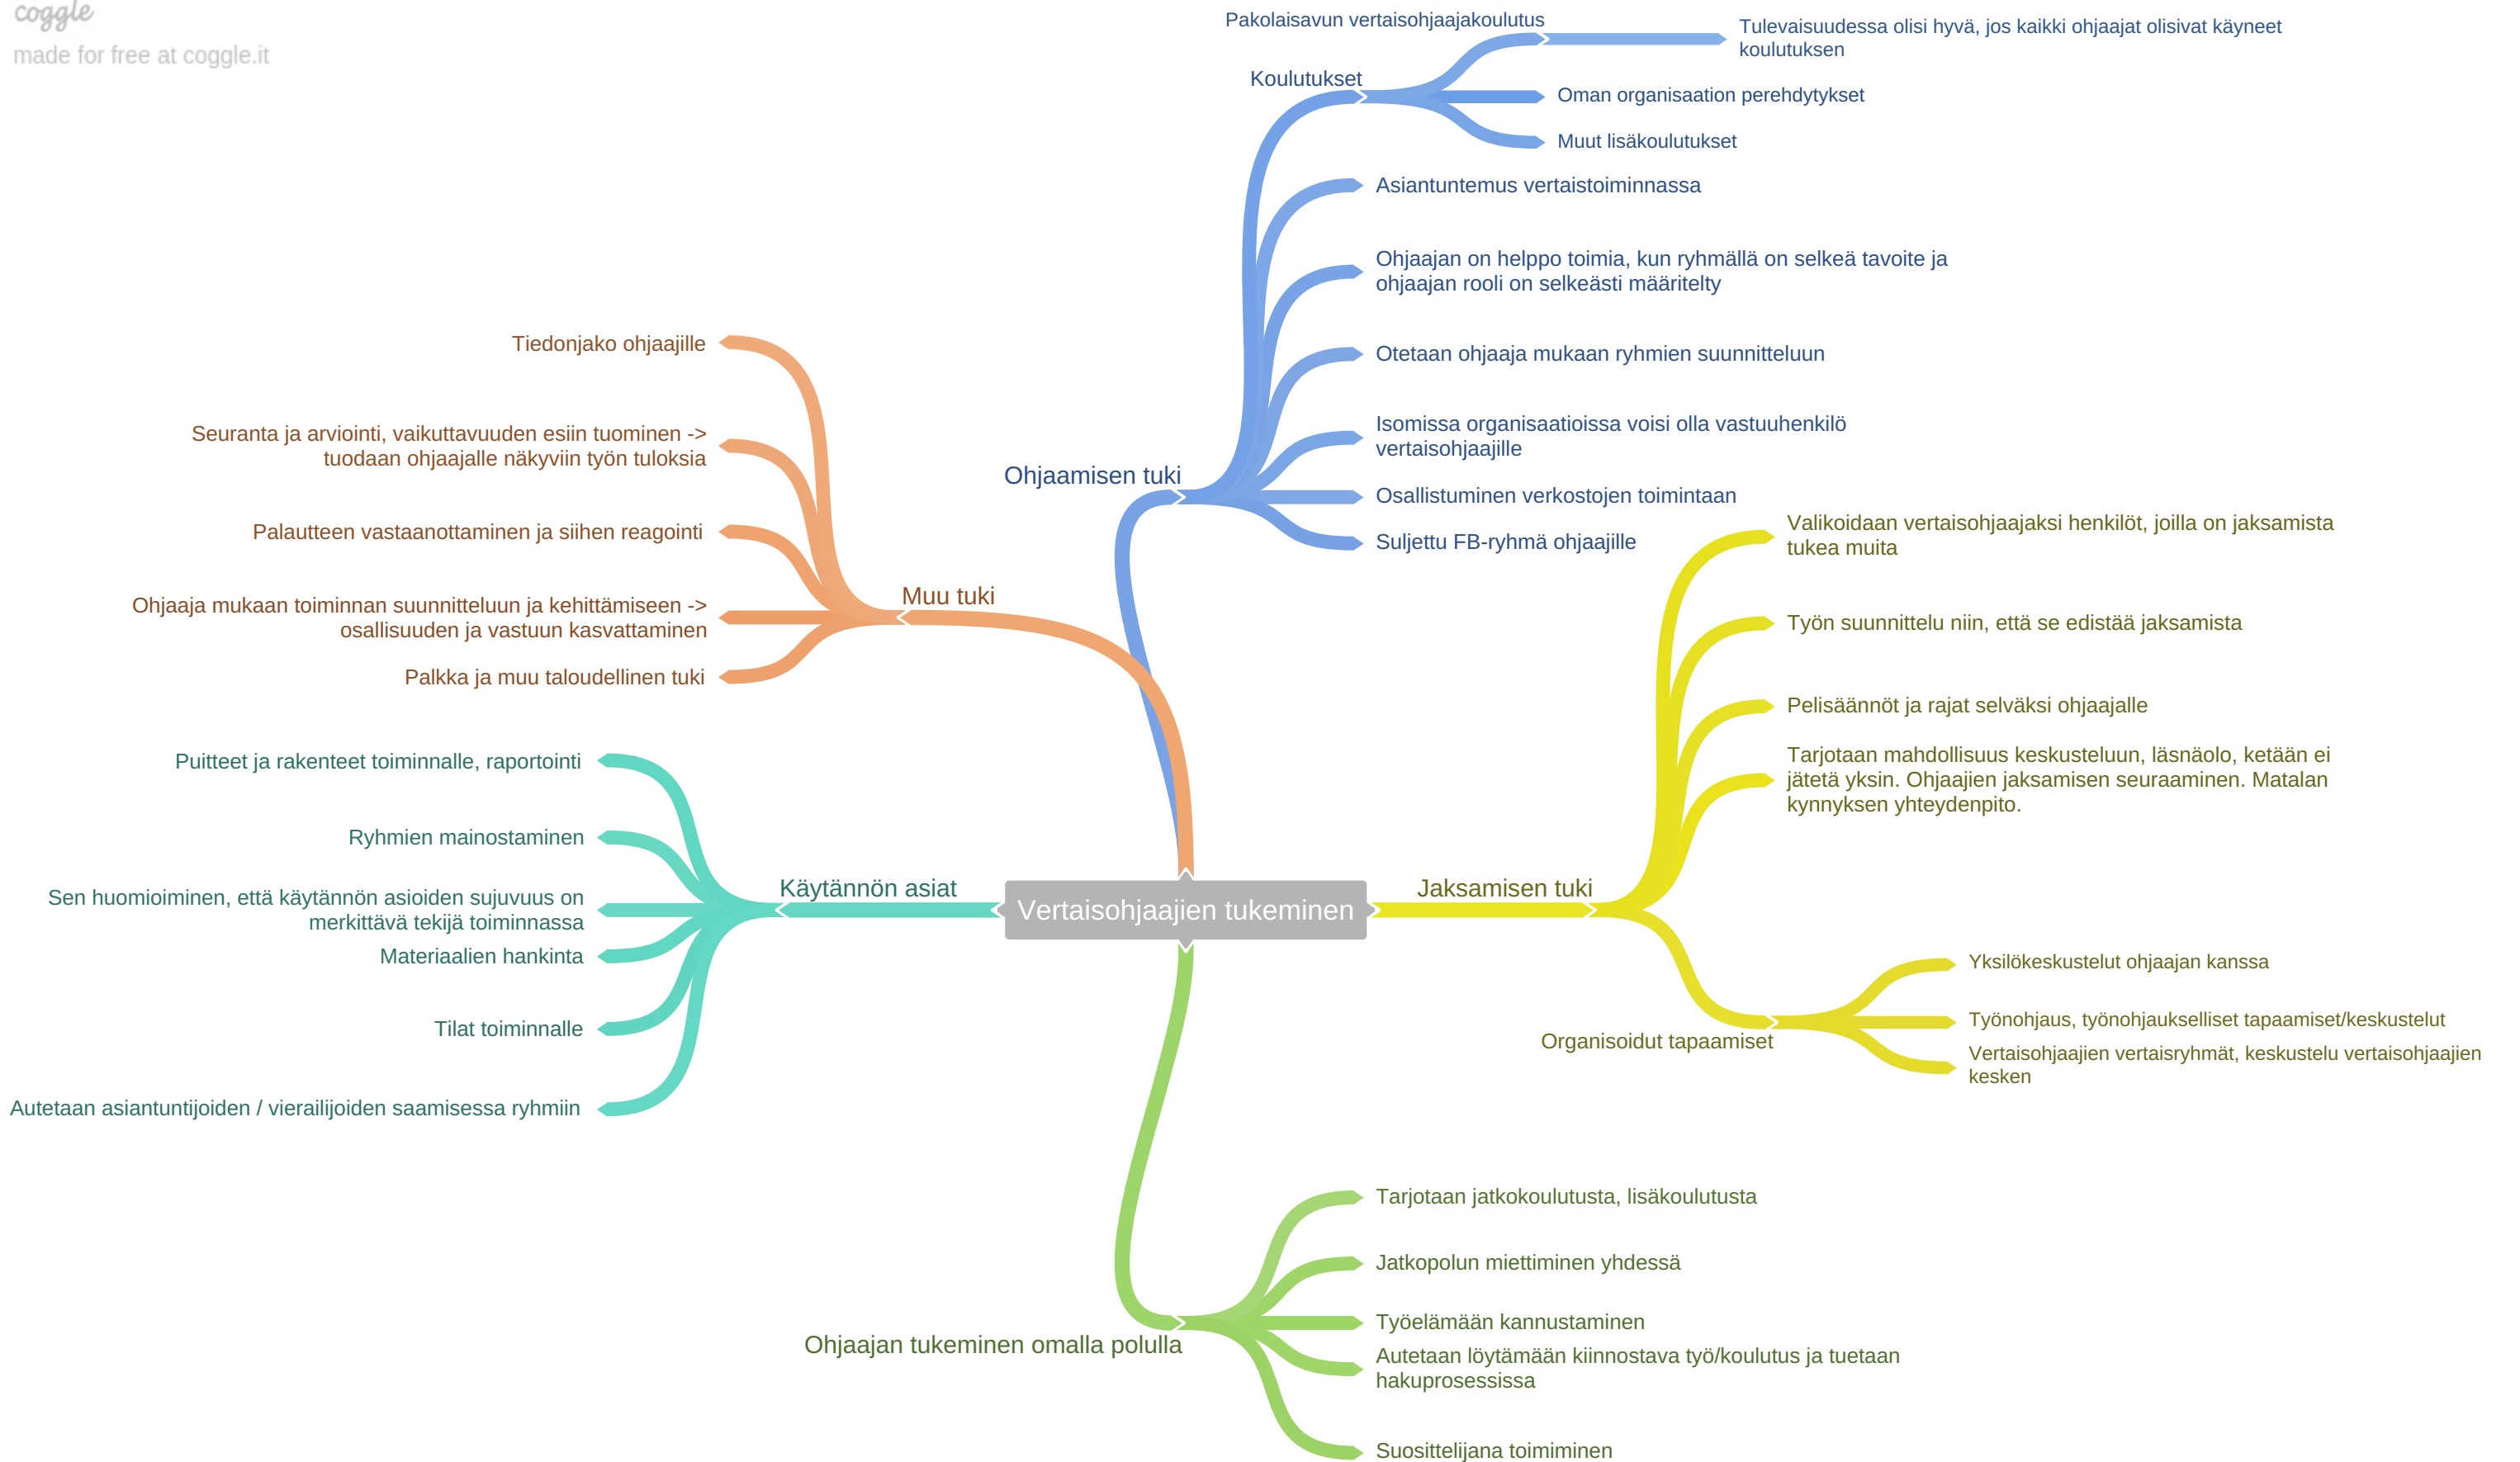 coggle
made for free at coggle.it
Pakolaisavun vertaisohjaajakoulutus
Tulevaisuudessa olisi hyvä, jos kaikki ohjaajat olisivat käyneet
koulutuksen
Koulutukset
Oman organisaation perehdytykset
Muut lisäkoulutukset
Asiantuntemus vertaistoiminnassa
Ohjaajan on helppo toimia, kun ryhmällä on selkeä tavoite ja
ohjaajan rooli on selkeästi määritelty
Otetaan ohjaaja mukaan ryhmien suunnitteluun
Isomissa organisaatioissa voisi olla vastuuhenkilö
vertaisohjaajille
Ohjaamisen tuki
Osallistuminen verkostojen toimintaan
Suljettu FB-ryhmä ohjaajille
Tiedonjako ohjaajille
Seuranta ja arviointi, vaikuttavuuden esiin tuominen ->
tuodaan ohjaajalle näkyviin työn tuloksia
Palautteen vastaanottaminen ja siihen reagointi
Muu tuki
Ohjaaja mukaan toiminnan suunnitteluun ja kehittämiseen ->
osallisuuden ja vastuun kasvattaminen
Palkka ja muu taloudellinen tuki
Valikoidaan vertaisohjaajaksi henkilöt, joilla on jaksamista
tukea muita
Työn suunnittelu niin, että se edistää jaksamista
Pelisäännöt ja rajat selväksi ohjaajalle
Tarjotaan mahdollisuus keskusteluun, läsnäolo, ketään ei
jätetä yksin. Ohjaajien jaksamisen seuraaminen. Matalan
kynnyksen yhteydenpito.
Puitteet ja rakenteet toiminnalle, raportointi
Ryhmien mainostaminen
Käytännön asiat
Vertaisohjaajien tukeminen
Jaksamisen tuki
Sen huomioiminen, että käytännön asioiden sujuvuus on
merkittävä tekijä toiminnassa
Materiaalien hankinta
Tilat toiminnalle
Autetaan asiantuntijoiden / vierailijoiden saamisessa ryhmiin
Yksilökeskustelut ohjaajan kanssa
Organisoidut tapaamiset
Työnohjaus, työnohjaukselliset tapaamiset/keskustelut
Vertaisohjaajien vertaisryhmät, keskustelu vertaisohjaajien
kesken
Tarjotaan jatkokoulutusta, lisäkoulutusta
Jatkopolun miettiminen yhdessä
Työelämään kannustaminen
Ohjaajan tukeminen omalla polulla
Autetaan löytämään kiinnostava työ/koulutus ja tuetaan
hakuprosessissa
Suosittelijana toimiminen